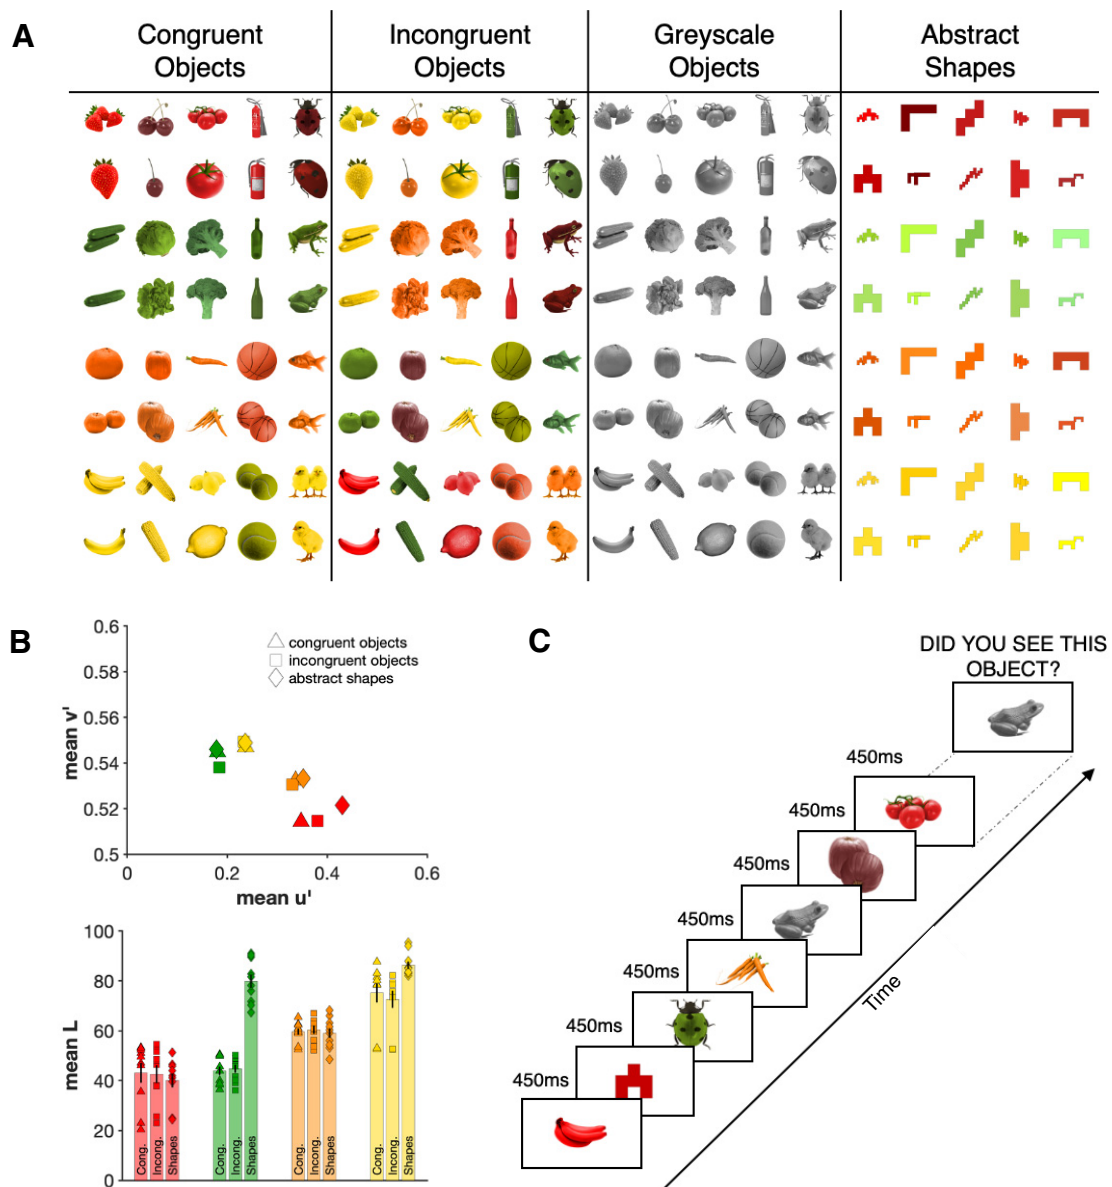 A
Congruent Objects
Incongruent Objects
Greyscale Objects
Abstract Shapes
B
0.6
0.58
0.56
0.54
0.52
0.5
mean v'
0
0.2
0.4
0.6
mean u'
congruent objects
incongruent objects
abstract shapes
100
80
60
40
20
0
mean L
Cong.
Incong.
Shapes
Cong.
Incong.
Shapes
Cong.
Incong.
Shapes
Cong.
Incong.
Shapes
C
DID YOU SEE THIS
OBJECT?
450ms
450ms
450ms
450ms
450ms
450ms
450ms
Time